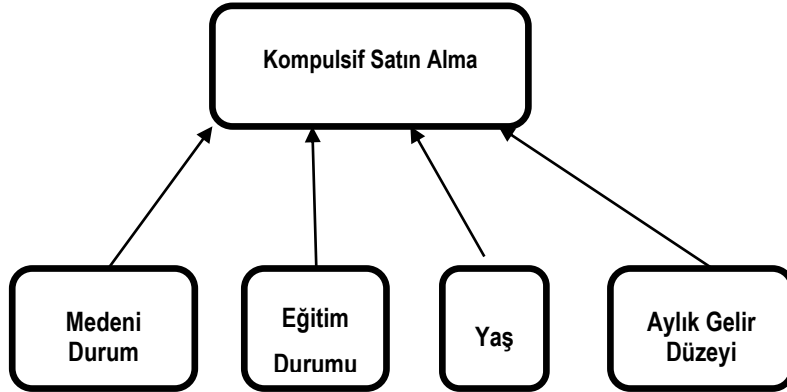 Kompulsif Satın Alma
Medeni
Durum
Eğitim
Durumu
Yaş
Aylık Gelir
Düzeyi